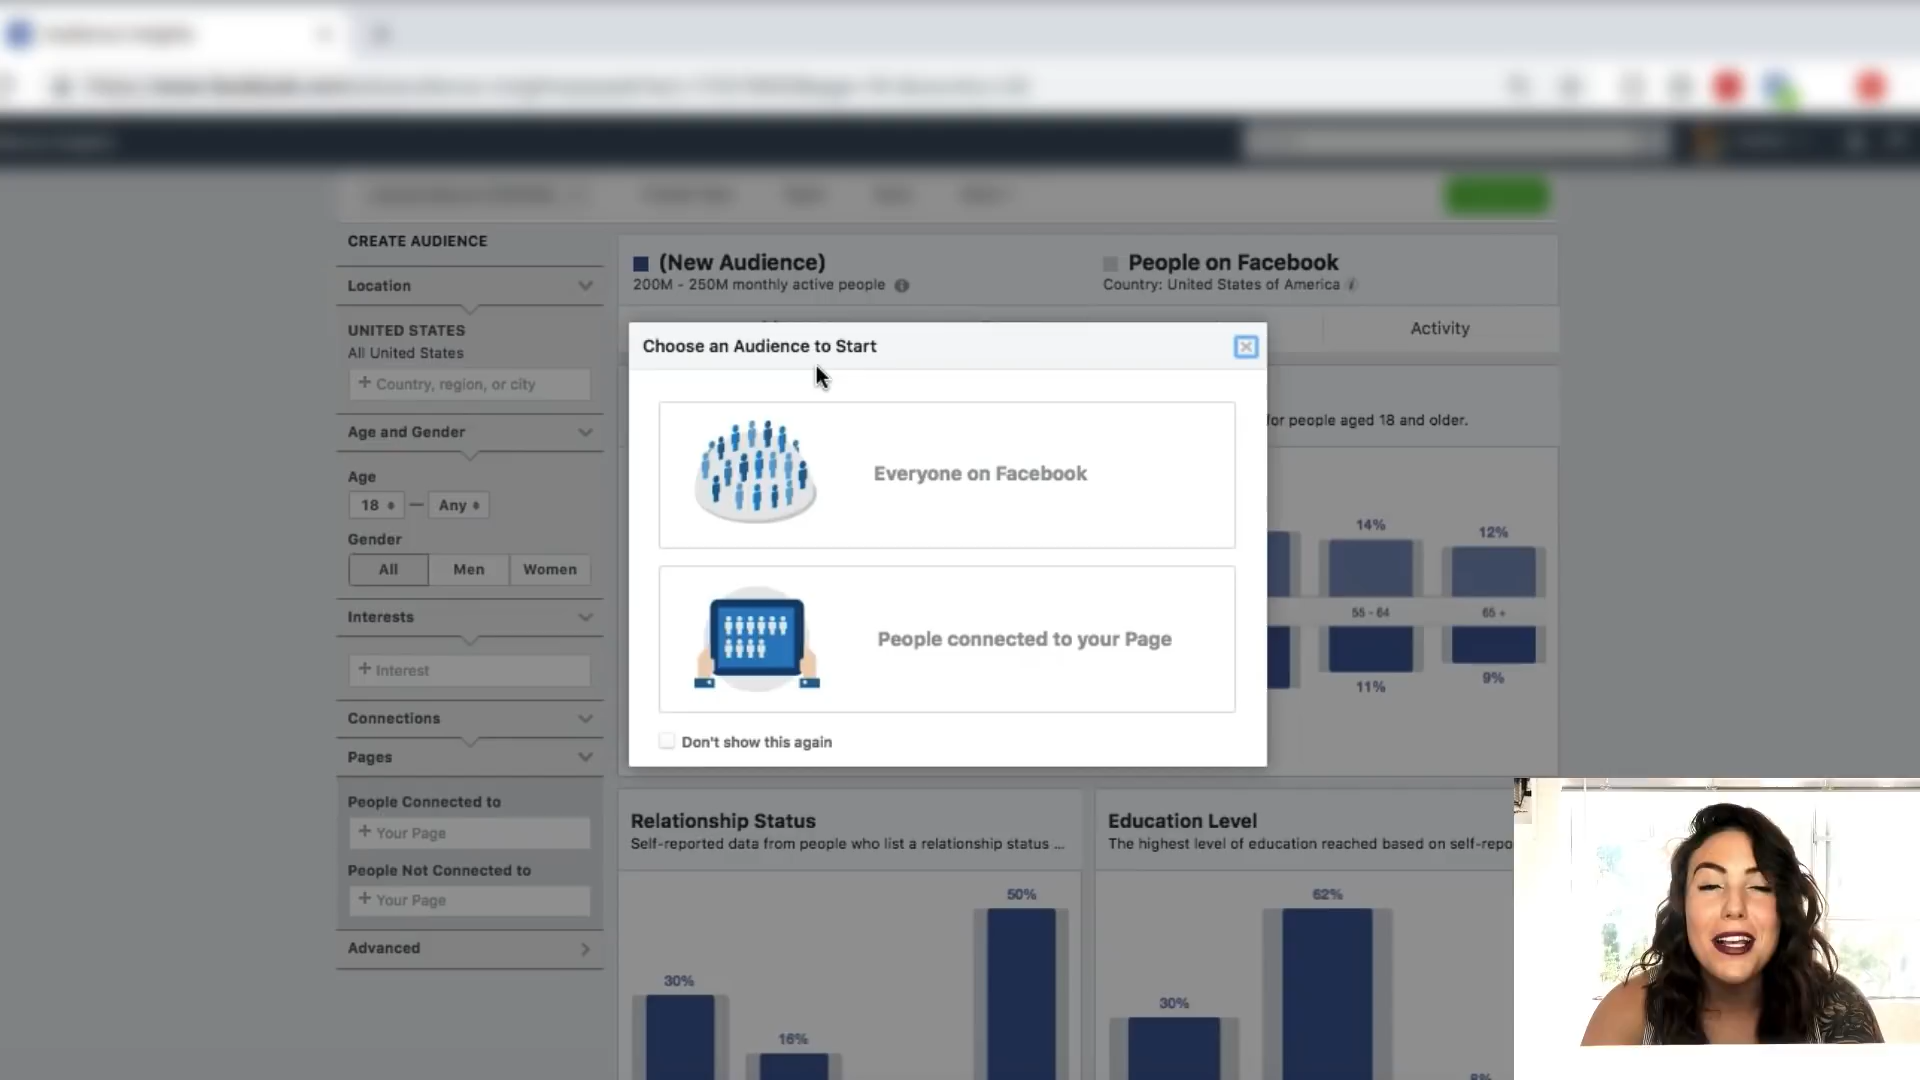 CREATE AUDIENCE
Location
UNITED STATES
All United States
+ Country, region, or city
Age and Gender
Age
18 — Any
Gender
All Men Women
Interests
+ Interest
Connections
Pages
People Connected to
+ Your Page
People Not Connected to
+ Your Page
Advanced
(New Audience)
200M - 250M monthly active people
People on Facebook
Country: United States of America
Activity
Choose an Audience to Start
Everyone on Facebook
People connected to your Page
Don't show this again
for people aged 18 and older.
14% 12%
55 - 64 65 +
11% 9%
Relationship Status
Self-reported data from people who list a relationship status ...
30%
16%
50%
Education Level
The highest level of education reached based on self-repo
30%
62%